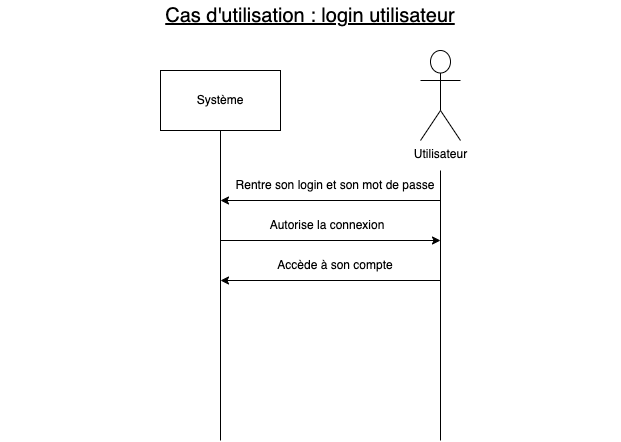 Cas d'utilisation : login utilisateur
Système
Utilisateur
Rentre son login et son mot de passe
Autorise la connexion
Accède à son compte